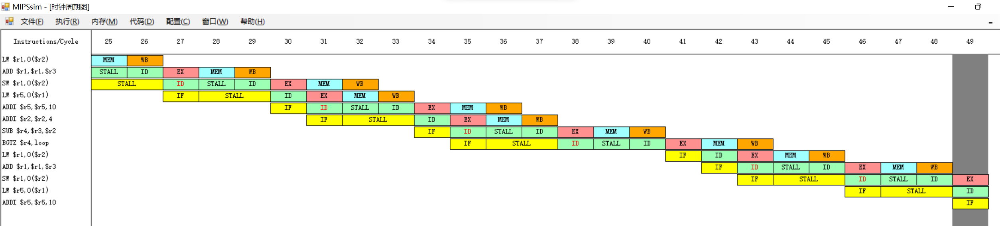 MIPSsim - [时钟周期图]
文件(F) 执行(R) 内存(M) 代码(D) 配置(C) 窗口(W) 帮助(H)
Instructions/Cycle 25 26 27 28 29 30 31 32 33 34 35 36 37 38 39 40 41 42 43 44 45 46 47 48 49
LW $r1,0($r2) MEM WB
ADD $r1,$r1,$r3 STALL ID EX MEM WB
SW $r1,0($r2) STALL ID STALL ID EX MEM WB
LW $r5,0($r1) IF STALL ID EX MEM WB
ADDI $r5,$r5,10 IF ID STALL ID EX MEM WB
ADDI $r2,$r2,4 IF STALL ID EX MEM WB
SUB $r4,$r3,$r2 IF ID STALL ID EX MEM WB
BGTZ $r4,loop IF STALL ID STALL ID EX MEM WB
LW $r1,0($r2) IF ID EX MEM WB
ADD $r1,$r1,$r3 IF ID STALL ID EX MEM WB
SW $r1,0($r2) IF STALL ID STALL ID EX
LW $r5,0($r1) IF STALL ID
ADDI $r5,$r5,10 IF